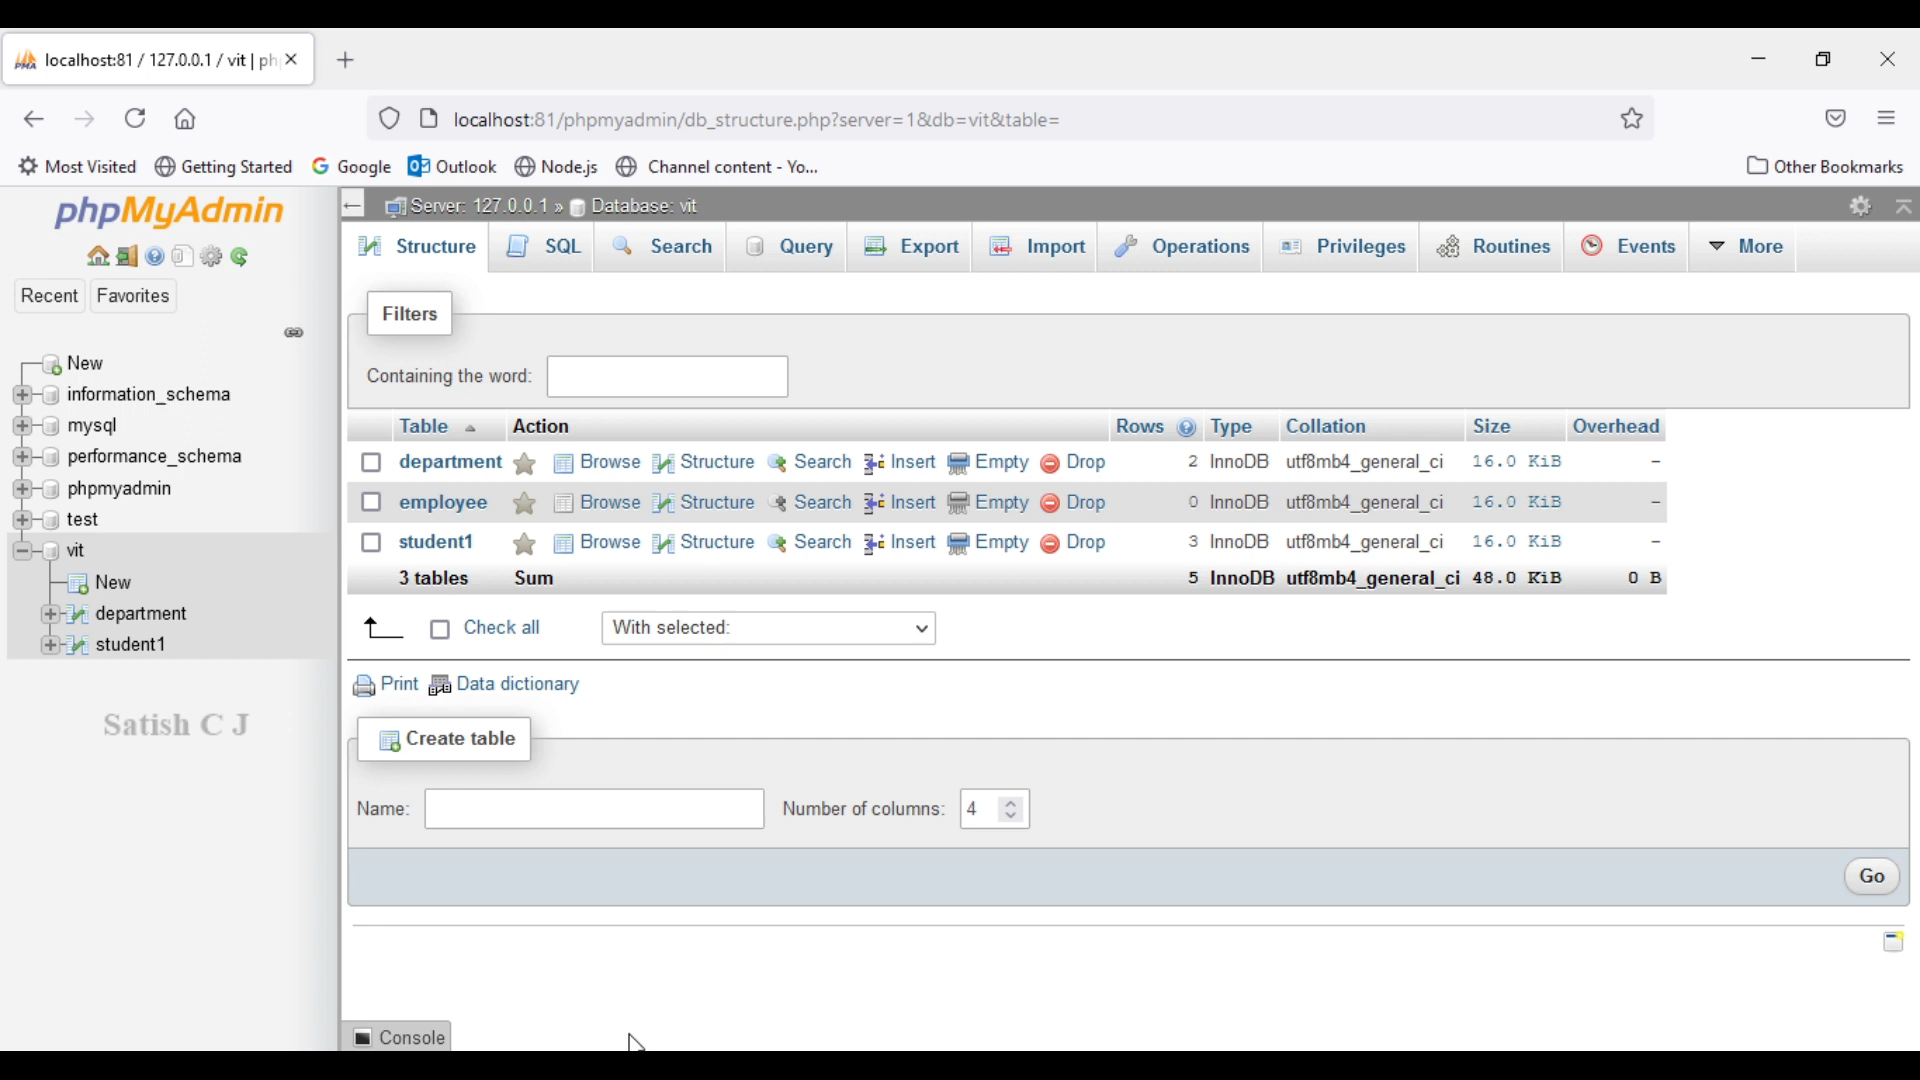 localhost:81 / 127.0.0.1 / vit | ph
localhost:81/phpmyadmin/db_structure.php?server=1&db=vit&table=
Most Visited Getting Started Google Outlook Node.js Channel content - Yo... Other Bookmarks
phpMyAdmin
Recent Favorites
New
information_schema
mysql
performance_schema
phpmyadmin
test
vit
New
department
student1
Satish C J
Server: 127.0.0.1 » Database: vit
Structure SQL Search Query Export Import Operations Privileges Routines Events More
Filters
Containing the word:
Table Action Rows Type Collation Size Overhead
department Browse Structure Search Insert Empty Drop 2 InnoDB utf8mb4_general_ci 16.0 KiB -
employee Browse Structure Search Insert Empty Drop 0 InnoDB utf8mb4_general_ci 16.0 KiB -
student1 Browse Structure Search Insert Empty Drop 3 InnoDB utf8mb4_general_ci 16.0 KiB -
3 tables Sum 5 InnoDB utf8mb4_general_ci 48.0 KiB 0 B
Check all With selected:
Print Data dictionary
Create table
Name: Number of columns: 4
Go
Console